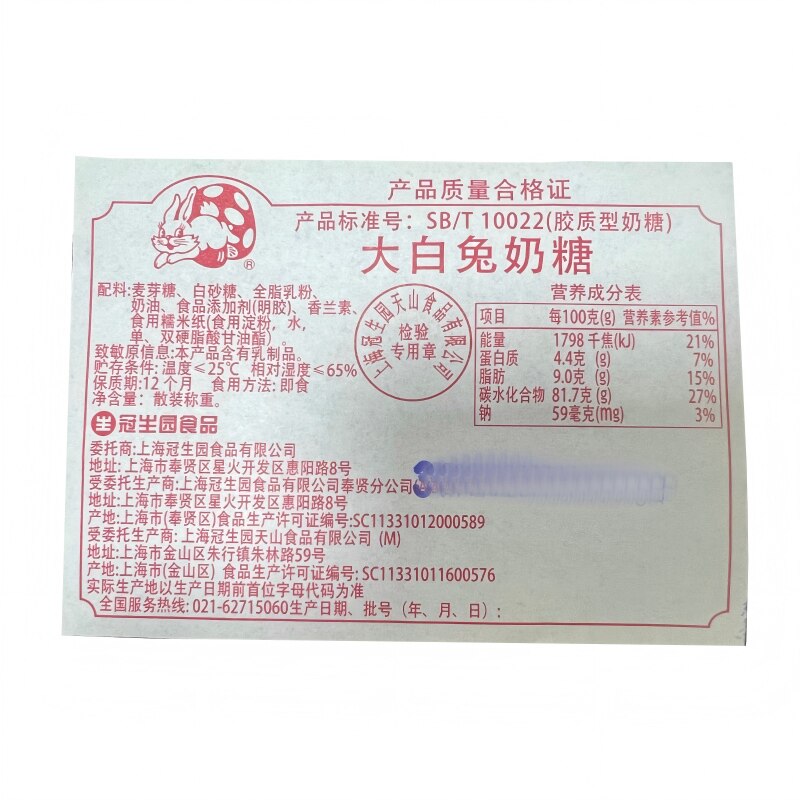 产品质量合格证
产品标准号：SB/T 10022(胶质型奶糖)
大白兔奶糖
®
配料:麦芽糖、白砂糖、全脂乳粉、
奶油、食品添加剂(明胶)、香兰素、
食用糯米纸(食用淀粉，水，
单、双硬脂酸甘油酯）。
致敏原信息:本产品含有乳制品。
贮存条件: 温度≤25℃ 相对湿度≤65%
保质期:12个月 食用方法: 即食
净含量：散装称重。
上海冠生园天山食品有限公司
检验
专用章
营养成分表
项目 每100克(g) 营养素参考值%
能量 1798 千焦(kJ) 21%
蛋白质 4.4克 (g) 7%
脂肪 9.0克 (g) 15%
碳水化合物 81.7克 (g) 27%
钠 59毫克(mg) 3%
生 冠生园食品
委托商:上海冠生园食品有限公司
地址: 上海市奉贤区星火开发区惠阳路8号
受委托生产商:上海冠生园食品有限公司奉贤分公司
地址:上海市奉贤区星火开发区惠阳路8号
产地:上海市(奉贤区)食品生产许可证编号:SC11331012000589
受委托生产商: 上海冠生园天山食品有限公司 (M)
地址:上海市金山区朱行镇朱林路59号
产地:上海市(金山区) 食品生产许可证编号: SC11331011600576
实际生产地以生产日期前首位字母代码为准
全国服务热线: 021-62715060生产日期、批号（年、月、日）: